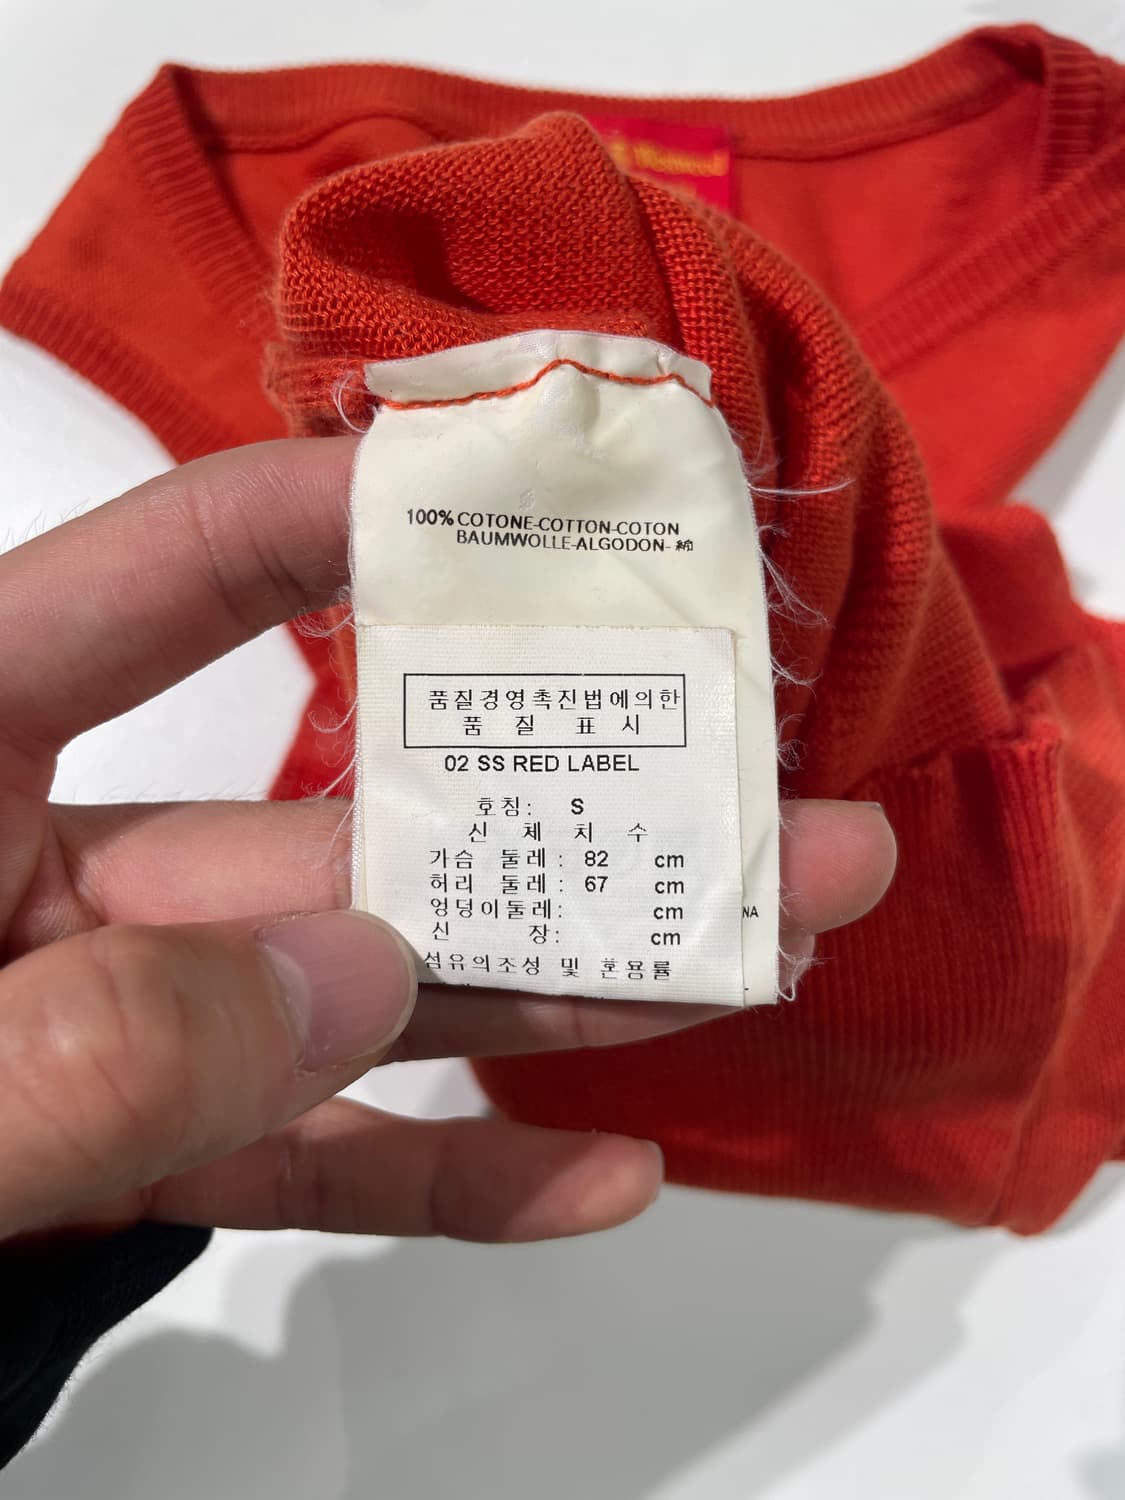 100% COTONE-COTTON-COTON
BAUMWOLLE-ALGODON- 綿
품질경영촉진법에의한
품 질 표 시
02 SS RED LABEL
호칭: S
신 체 치 수
가슴 둘레: 82 cm
허리 둘레: 67 cm
엉덩이둘레: cm
신 장: cm
NA
섬유의조성 및 혼용률